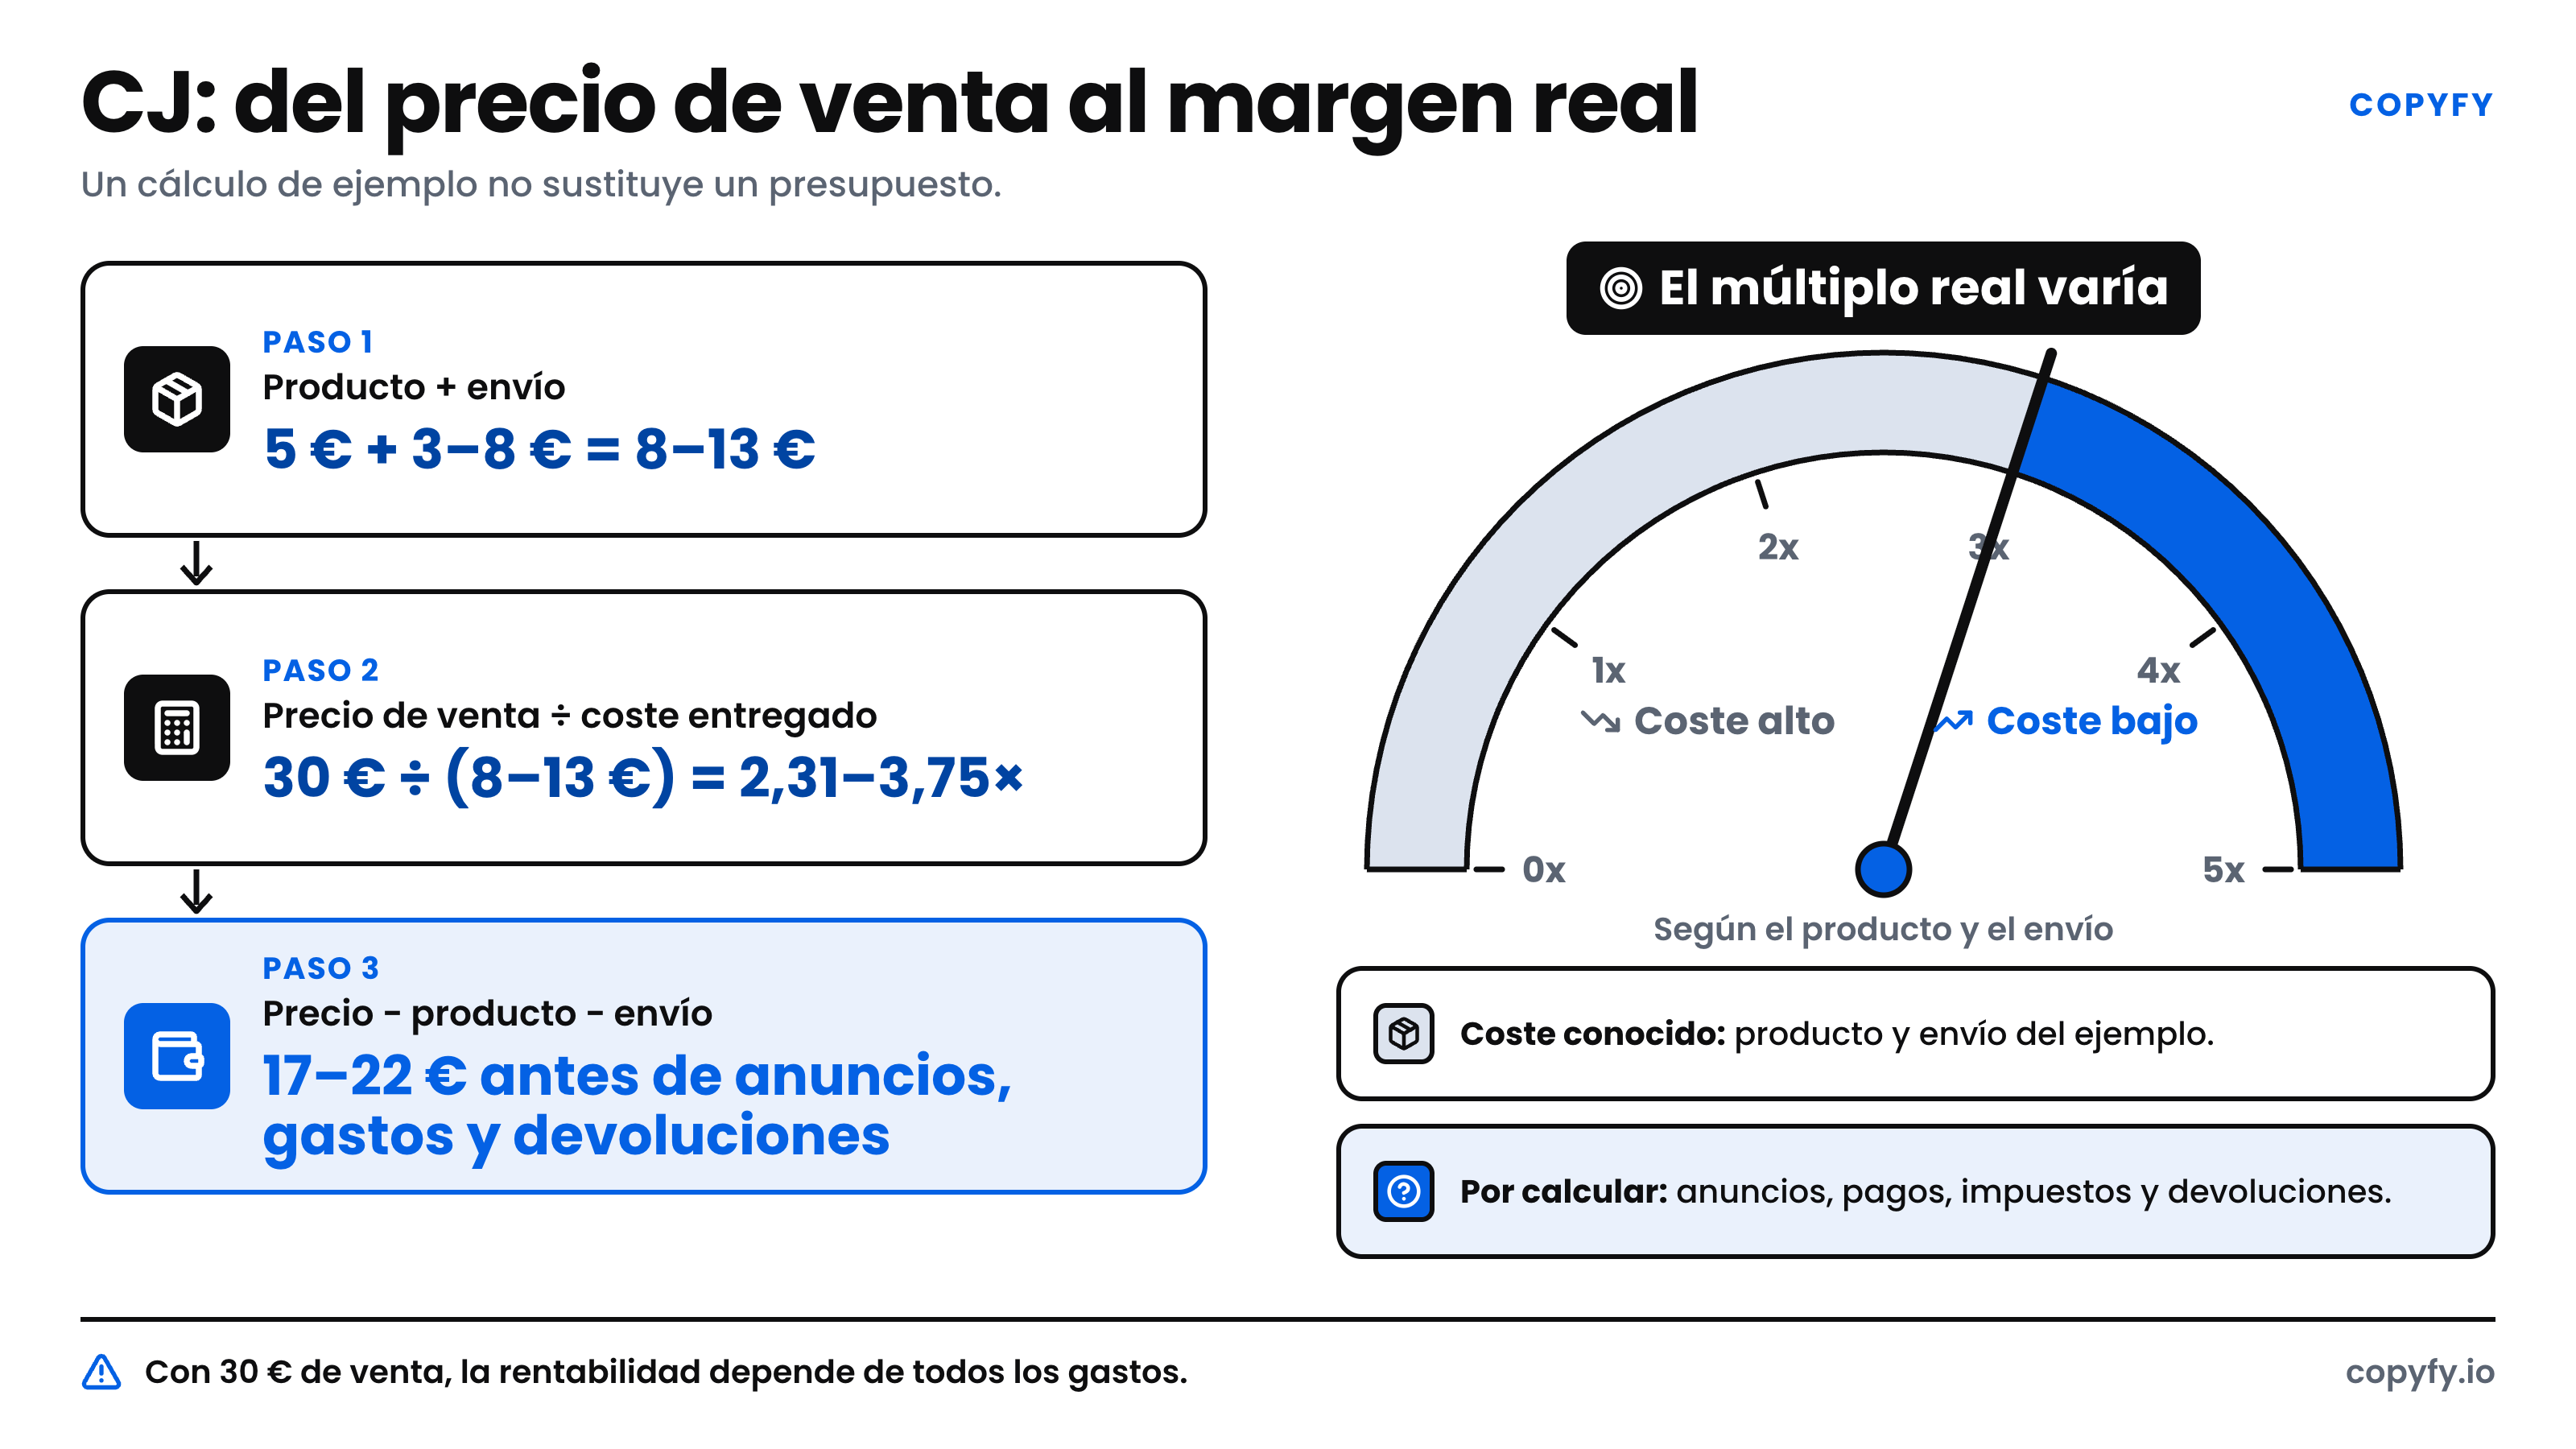 CJ: del precio de venta al margen real
COPYFY
Un cálculo de ejemplo no sustituye un presupuesto.
PASO 1
Producto + envío
5 € + 3–8 € = 8–13 €
PASO 2
Precio de venta ÷ coste entregado
30 € ÷ (8–13 €) = 2,31–3,75×
PASO 3
Precio - producto - envío
17–22 € antes de anuncios,
gastos y devoluciones
El múltiplo real varía
0x
1x
2x
3x
4x
5x
Coste alto
Coste bajo
Según el producto y el envío
Coste conocido: producto y envío del ejemplo.
Por calcular: anuncios, pagos, impuestos y devoluciones.
Con 30 € de venta, la rentabilidad depende de todos los gastos.
copyfy.io